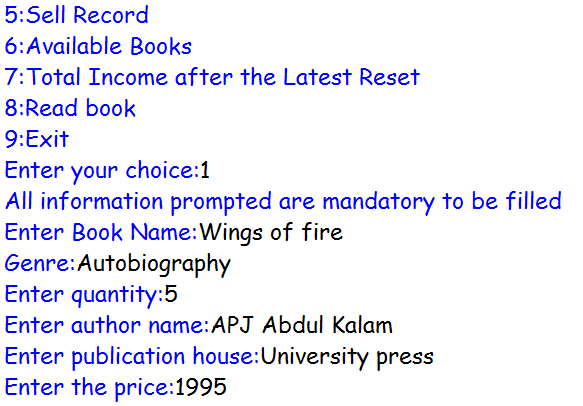 5:Sell Record
6:Available Books
7:Total Income after the Latest Reset
8:Read book
9:Exit
Enter your choice:1
All information prompted are mandatory to be filled
Enter Book Name:Wings of fire
Genre:Autobiography
Enter quantity:5
Enter author name:APJ Abdul Kalam
Enter publication house:University press
Enter the price:1995